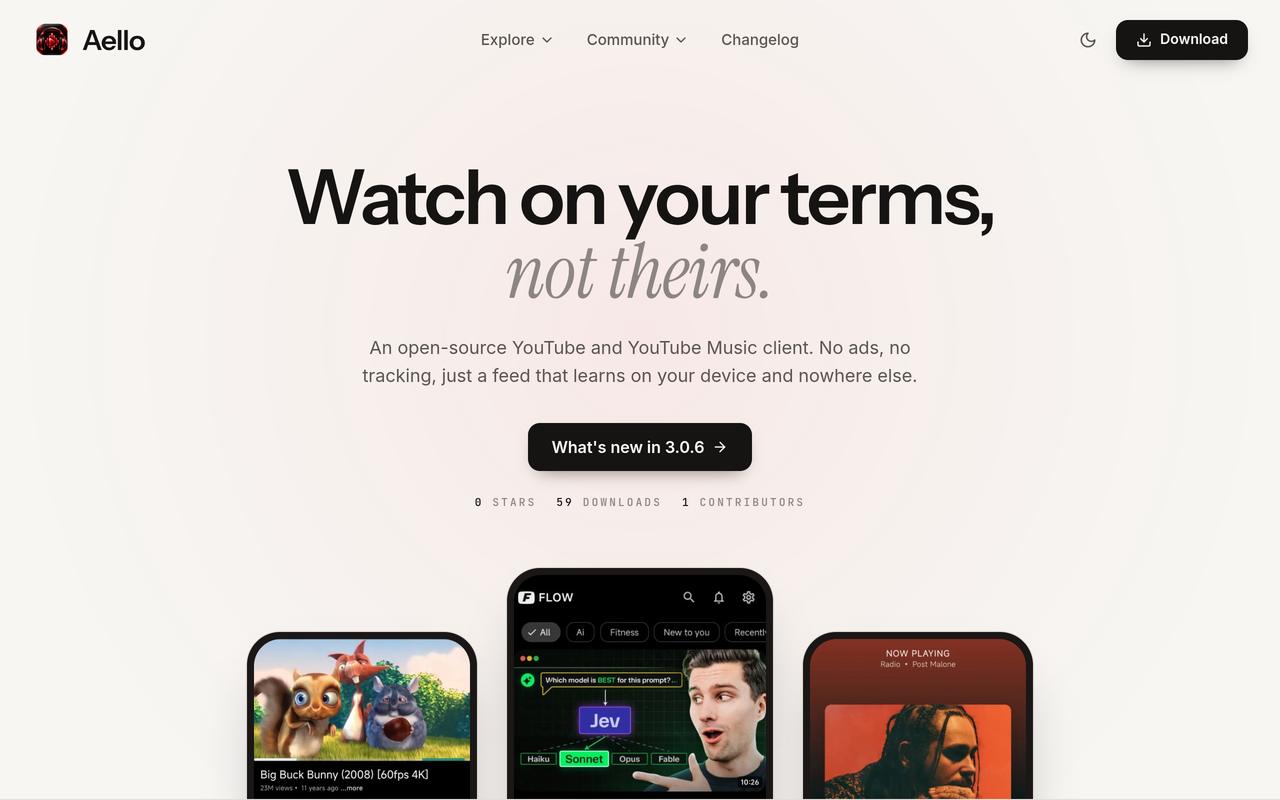 Aello
Explore
Community
Changelog
Download
Watch on your terms,
not theirs.
An open-source YouTube and YouTube Music client. No ads, no
tracking, just a feed that learns on your device and nowhere else.
What's new in 3.0.6
0 STARS 59 DOWNLOADS 1 CONTRIBUTORS
F FLOW
All Ai Fitness New to you Recently
Which model is BEST for this prompt?...
Jev
Haiku Sonnet Opus Fable
10:26
Big Buck Bunny (2008) [60fps 4K]
23M views • 11 years ago ...more
NOW PLAYING
Radio • Post Malone